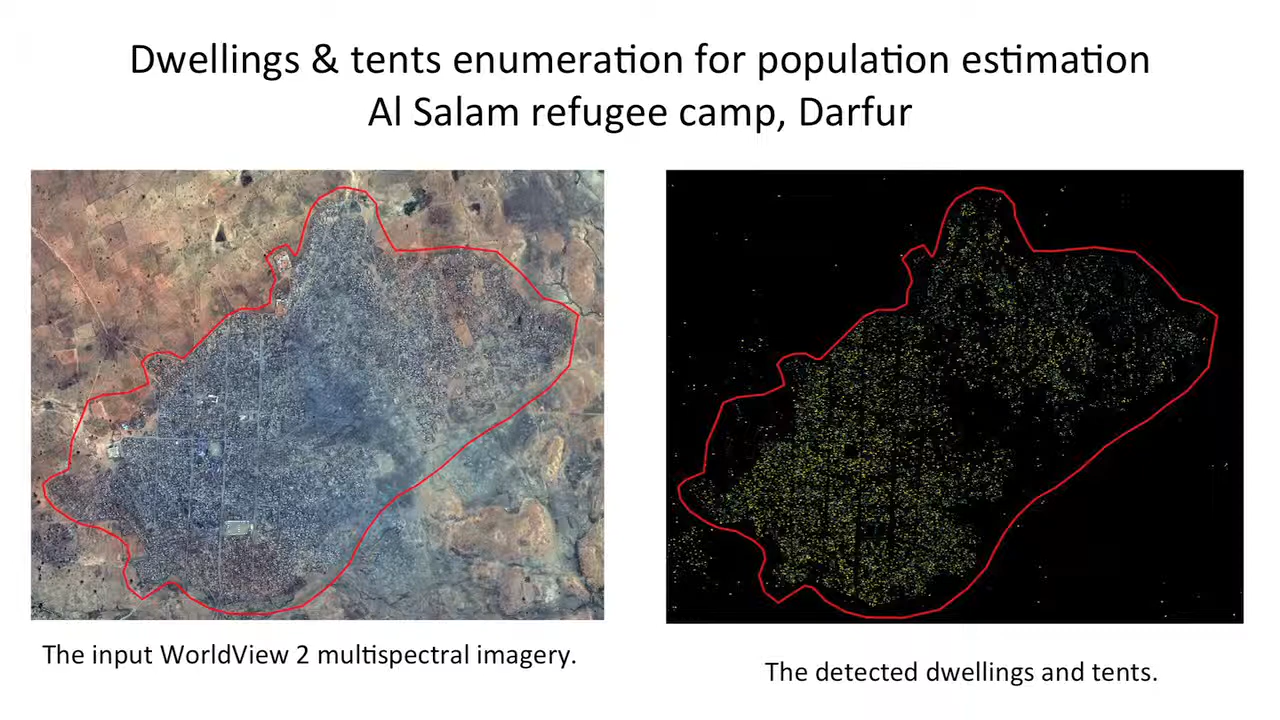 Dwellings & tents enumeration for population estimation
Al Salam refugee camp, Darfur
The input WorldView 2 multispectral imagery.
The detected dwellings and tents.